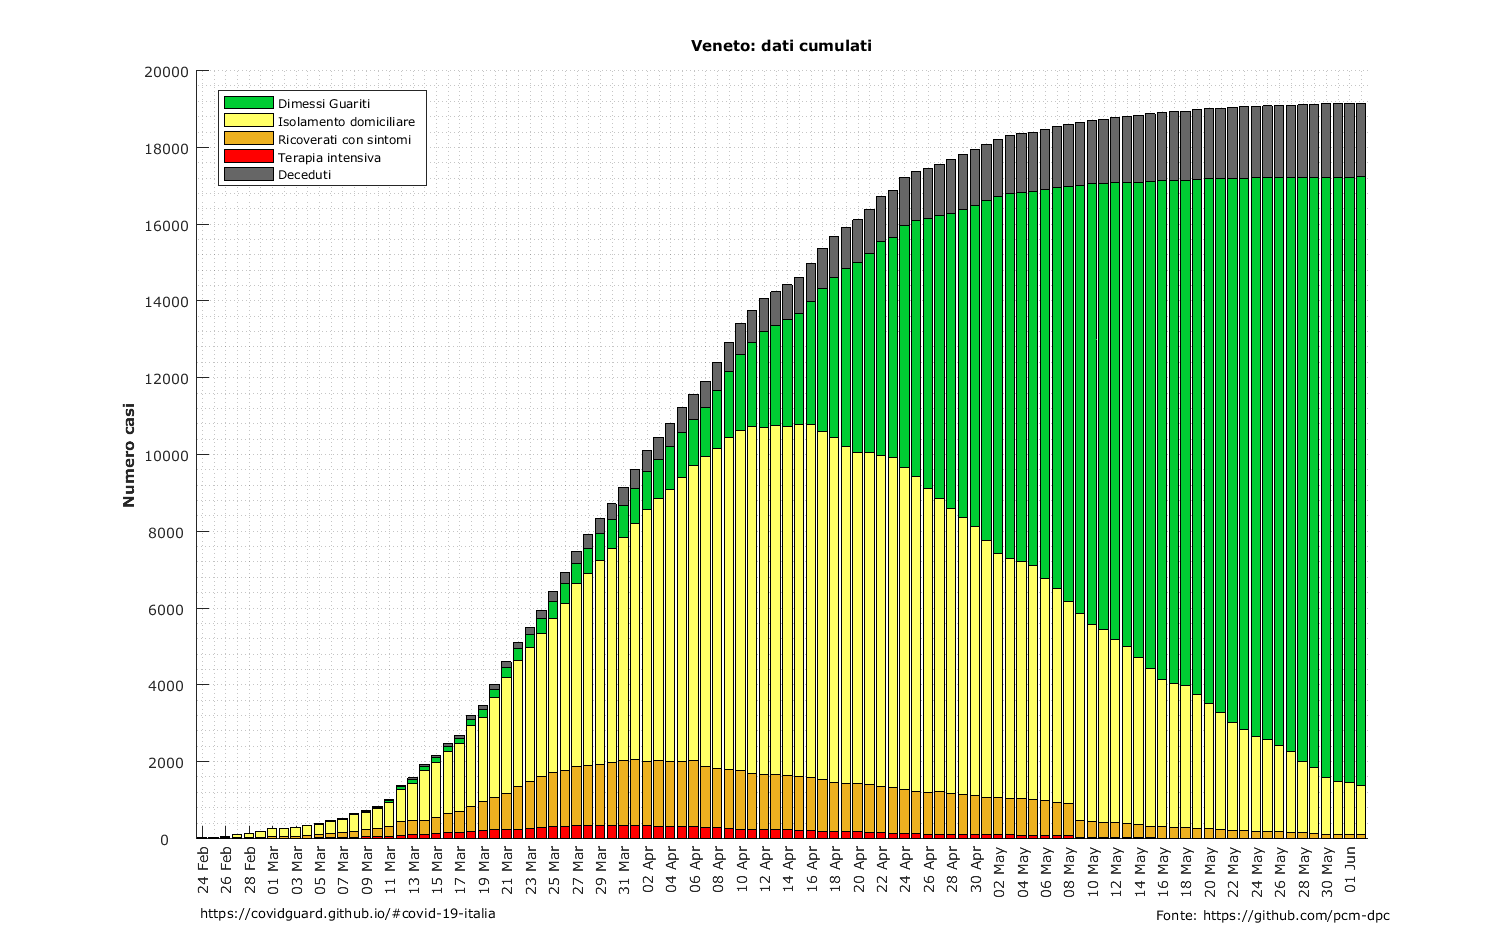 Veneto: dati cumulati
20000
18000
16000
14000
12000
10000
8000
6000
4000
2000
0
Numero casi
Dimessi Guariti
Isolamento domiciliare
Ricoverati con sintomi
Terapia intensiva
Deceduti
24 Feb
26 Feb
28 Feb
01 Mar
03 Mar
05 Mar
07 Mar
09 Mar
11 Mar
13 Mar
15 Mar
17 Mar
19 Mar
21 Mar
23 Mar
25 Mar
27 Mar
29 Mar
31 Mar
02 Apr
04 Apr
06 Apr
08 Apr
10 Apr
12 Apr
14 Apr
16 Apr
18 Apr
20 Apr
22 Apr
24 Apr
26 Apr
28 Apr
30 Apr
02 May
04 May
06 May
08 May
10 May
12 May
14 May
16 May
18 May
20 May
22 May
24 May
26 May
28 May
30 May
01 Jun
https://covidguard.github.io/#covid-19-italia
Fonte: https://github.com/pcm-dpc